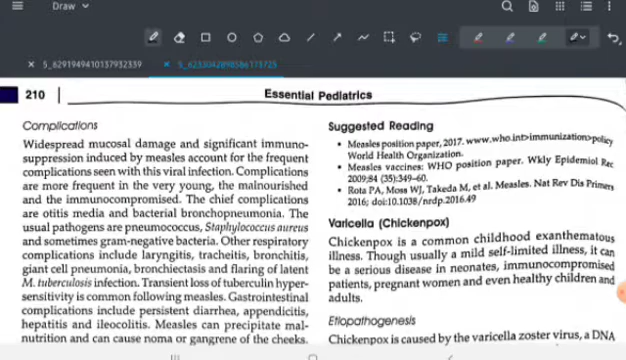 Draw
5_6291949410137932339
210
Essential Pediatrics
Complications
Widespread mucosal damage and significant immuno-
suppression induced by measles account for the frequent
complications seen with this viral infection. Complications
are more frequent in the very young, the malnourished
and the immunocompromised. The chief complications
are otitis media and bacterial bronchopneumonia. The
usual pathogens are pneumococcus, Staphylococcus aureus
and sometimes gram-negative bacteria. Other respiratory
complications include laryngitis, tracheitis, bronchitis,
giant cell pneumonia, bronchiectasis and flaring of latent
M. tuberculosis infection. Transient loss of tuberculin hyper-
sensitivity is common following measles. Gastrointestinal
complications include persistent diarrhea, appendicitis,
hepatitis and ileocolitis. Measles can precipitate mal-
nutrition and can cause noma or gangrene of the cheeks.
Suggested Reading
• Measles position paper, 2017. www.who.int>immunization>policy
World Health Organization.
• Measles vaccines: WHO position paper. Wkly Epidemiol Rec
2009;84 (35):349-60.
• Rota PA, Moss WJ, Takeda M, et al. Measles. Nat Rev Dis Primers
2016; doi:10.1038/nrdp.2016.49
Varicella (Chickenpox)
Chickenpox is a common childhood exanthematous
illness. Though usually a mild self-limited illness, it can
be a serious disease in neonates, immunocompromised
patients, pregnant women and even healthy children and
adults.
Etiopathogenesis
Chickenpox is caused by the varicella zoster virus, a DNA